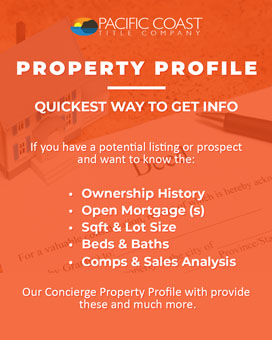 PACIFIC COAST
TITLE COMPANY
PROPERTY PROFILE
QUICKEST WAY TO GET INFO
If you have a potential listing or prospect
and want to know the:
• Ownership History
• Open Mortgage (s)
• Sqft & Lot Size
• Beds & Baths
• Comps & Sales Analysis
Our Concierge Property Profile with provide
these and much more.